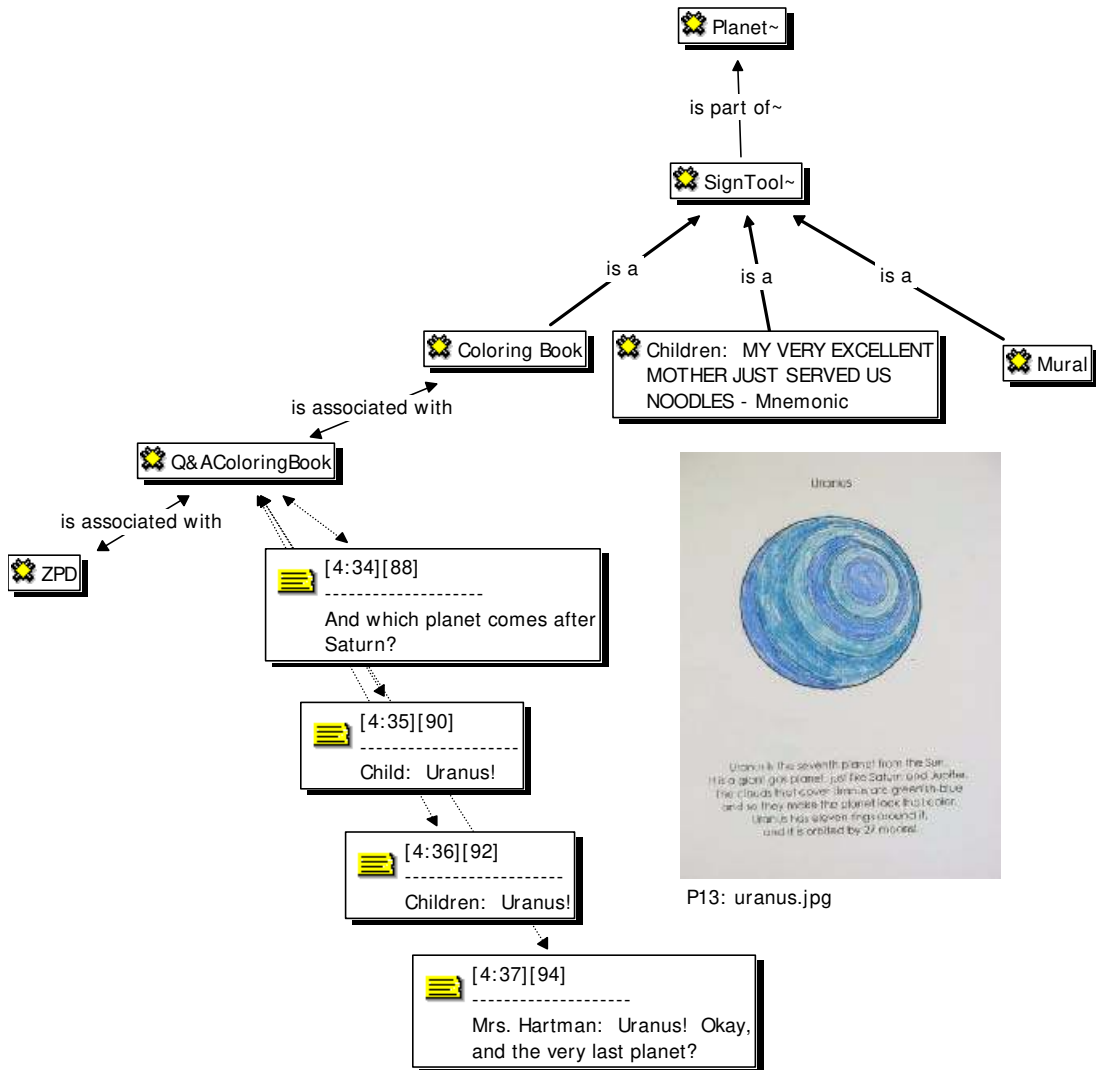 Planet~
is part of~
SignTool~
is a
is a
is a
Coloring Book
Children: MY VERY EXCELLENT
MOTHER JUST SERVED US
NOODLES - Mnemonic
Mural
is associated with
Q&AColoringBook
is associated with
ZPD
[4:34][88]
--------------------
And which planet comes after
Saturn?
[4:35][90]
--------------------
Child: Uranus!
[4:36][92]
--------------------
Children: Uranus!
[4:37][94]
--------------------
Mrs. Hartman: Uranus! Okay,
and the very last planet?
Uranus
Uranus is the seventh planet from the Sun.
It is a giant gas planet, just like Saturn and Jupiter.
The clouds that cover Uranus are greenish-blue
and so they make the planet look that color.
Uranus has eleven rings around it,
and it is orbited by 27 moons!
P13: uranus.jpg